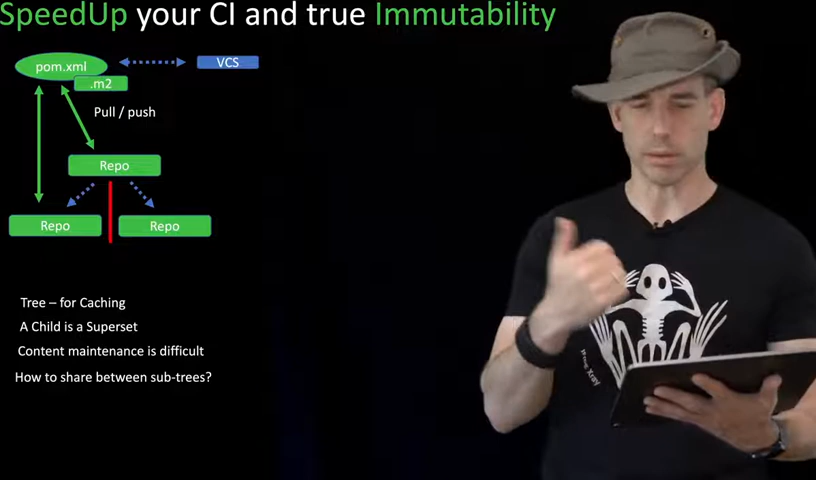 SpeedUp your CI and true Immutability
pom.xml
VCS
.m2
Pull / push
Repo
Repo
Repo
Tree – for Caching
A Child is a Superset
Content maintenance is difficult
How to share between sub-trees?